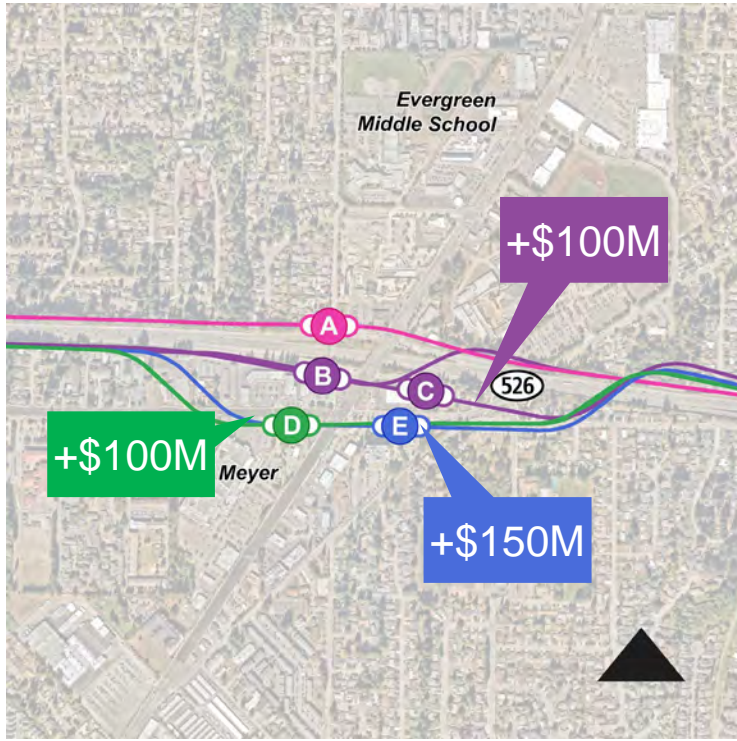 Evergreen
Middle School
+$100M
A
B
C
526
D
E
+$100M
Meyer
+$150M